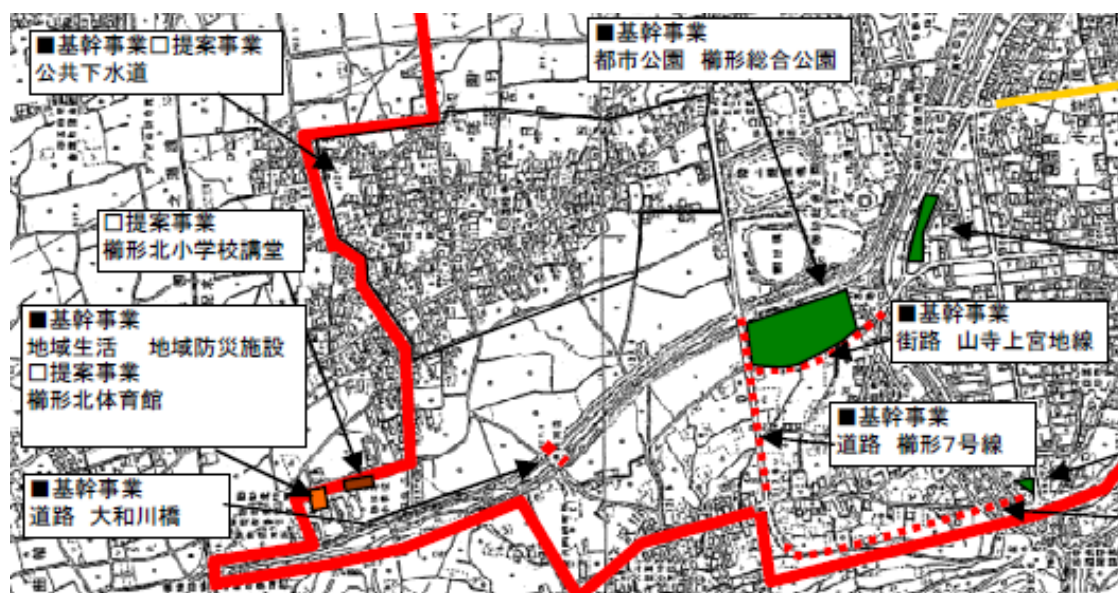 ■基幹事業□提案事業
公共下水道
■基幹事業
都市公園 櫛形総合公園
□提案事業
櫛形北小学校講堂
■基幹事業
地域生活 地域防災施設
□提案事業
櫛形北体育館
■基幹事業
街路 山寺上宮地線
■基幹事業
道路 櫛形7号線
■基幹事業
道路 大和川橋